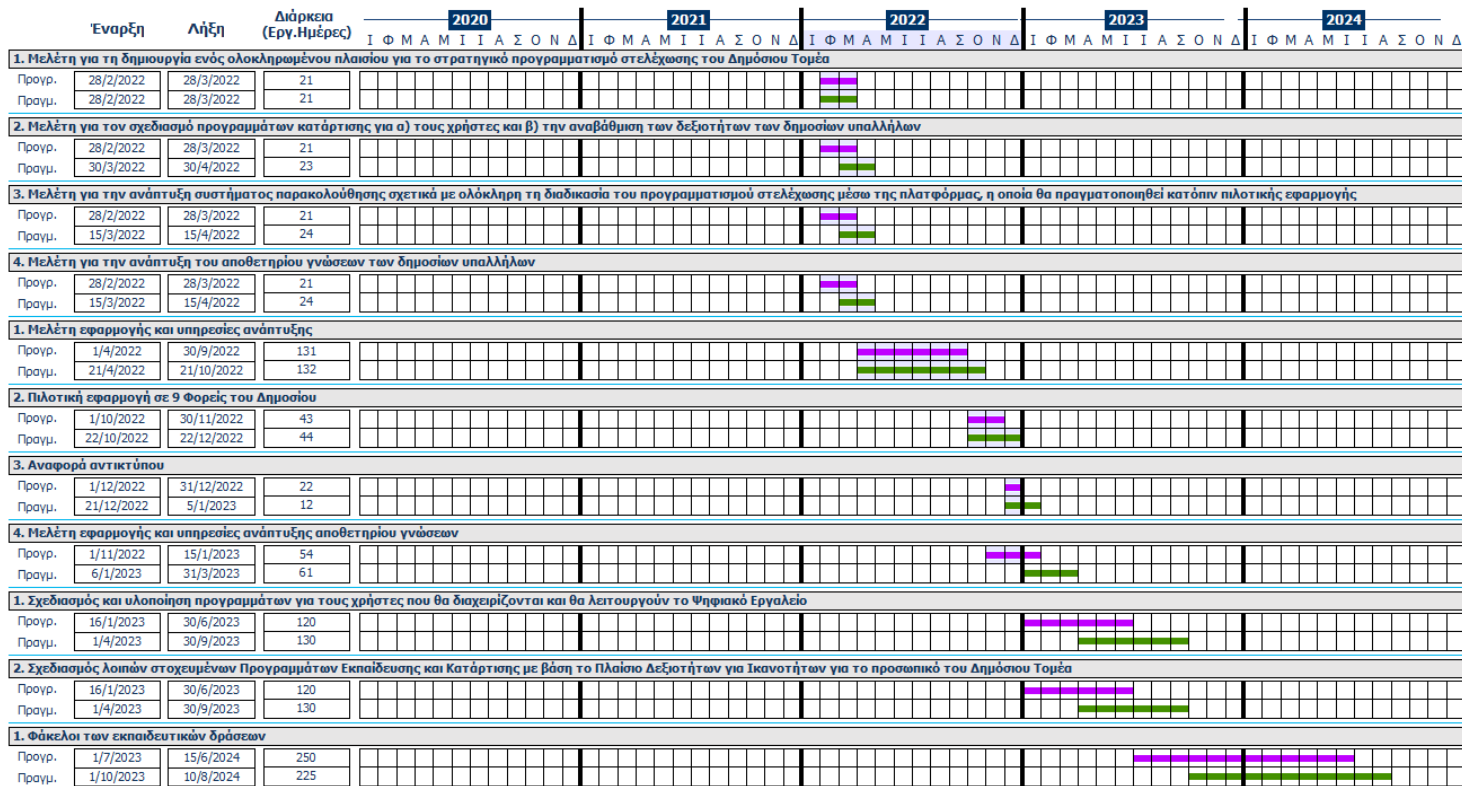 2020 2021 2022 2023 2024
Έναρξη Λήξη Διάρκεια (Εργ.Ημέρες)
Ι Φ Μ Α Μ Ι Ι Α Σ Ο Ν Δ Ι Φ Μ Α Μ Ι Ι Α Σ Ο Ν Δ Ι Φ Μ Α Μ Ι Ι Α Σ Ο Ν Δ Ι Φ Μ Α Μ Ι Ι Α Σ Ο Ν Δ Ι Φ Μ Α Μ Ι Ι Α Σ Ο Ν Δ
1. Μελέτη για τη δημιουργία ενός ολοκληρωμένου πλαισίου για το στρατηγικό προγραμματισμό στελέχωσης του Δημόσιου Τομέα
Προγρ. 28/2/2022 28/3/2022 21
Πραγμ. 28/2/2022 28/3/2022 21
2. Μελέτη για τον σχεδιασμό προγραμμάτων κατάρτισης για α) τους χρήστες και β) την αναβάθμιση των δεξιοτήτων των δημοσίων υπαλλήλων
Προγρ. 28/2/2022 28/3/2022 21
Πραγμ. 30/3/2022 30/4/2022 23
3. Μελέτη για την ανάπτυξη συστήματος παρακολούθησης σχετικά με ολόκληρη τη διαδικασία του προγραμματισμού στελέχωσης μέσω της πλατφόρμας, η οποία θα πραγματοποιηθεί κατόπιν πιλοτικής εφαρμογής
Προγρ. 28/2/2022 28/3/2022 21
Πραγμ. 15/3/2022 15/4/2022 24
4. Μελέτη για την ανάπτυξη του αποθετηρίου γνώσεων των δημοσίων υπαλλήλων
Προγρ. 28/2/2022 28/3/2022 21
Πραγμ. 15/3/2022 15/4/2022 24
1. Μελέτη εφαρμογής και υπηρεσίες ανάπτυξης
Προγρ. 1/4/2022 30/9/2022 131
Πραγμ. 21/4/2022 21/10/2022 132
2. Πιλοτική εφαρμογή σε 9 Φορείς του Δημοσίου
Προγρ. 1/10/2022 30/11/2022 43
Πραγμ. 22/10/2022 22/12/2022 44
3. Αναφορά αντικτύπου
Προγρ. 1/12/2022 31/12/2022 22
Πραγμ. 21/12/2022 5/1/2023 12
4. Μελέτη εφαρμογής και υπηρεσίες ανάπτυξης αποθετηρίου γνώσεων
Προγρ. 1/11/2022 15/1/2023 54
Πραγμ. 6/1/2023 31/3/2023 61
1. Σχεδιασμός και υλοποίηση προγραμμάτων για τους χρήστες που θα διαχειρίζονται και θα λειτουργούν το Ψηφιακό Εργαλείο
Προγρ. 16/1/2023 30/6/2023 120
Πραγμ. 1/4/2023 30/9/2023 130
2. Σχεδιασμός λοιπών στοχευμένων Προγραμμάτων Εκπαίδευσης και Κατάρτισης με βάση το Πλαίσιο Δεξιοτήτων για Ικανοτήτων για το προσωπικό του Δημόσιου Τομέα
Προγρ. 16/1/2023 30/6/2023 120
Πραγμ. 1/4/2023 30/9/2023 130
1. Φάκελοι των εκπαιδευτικών δράσεων
Προγρ. 1/7/2023 15/6/2024 250
Πραγμ. 1/10/2023 10/8/2024 225